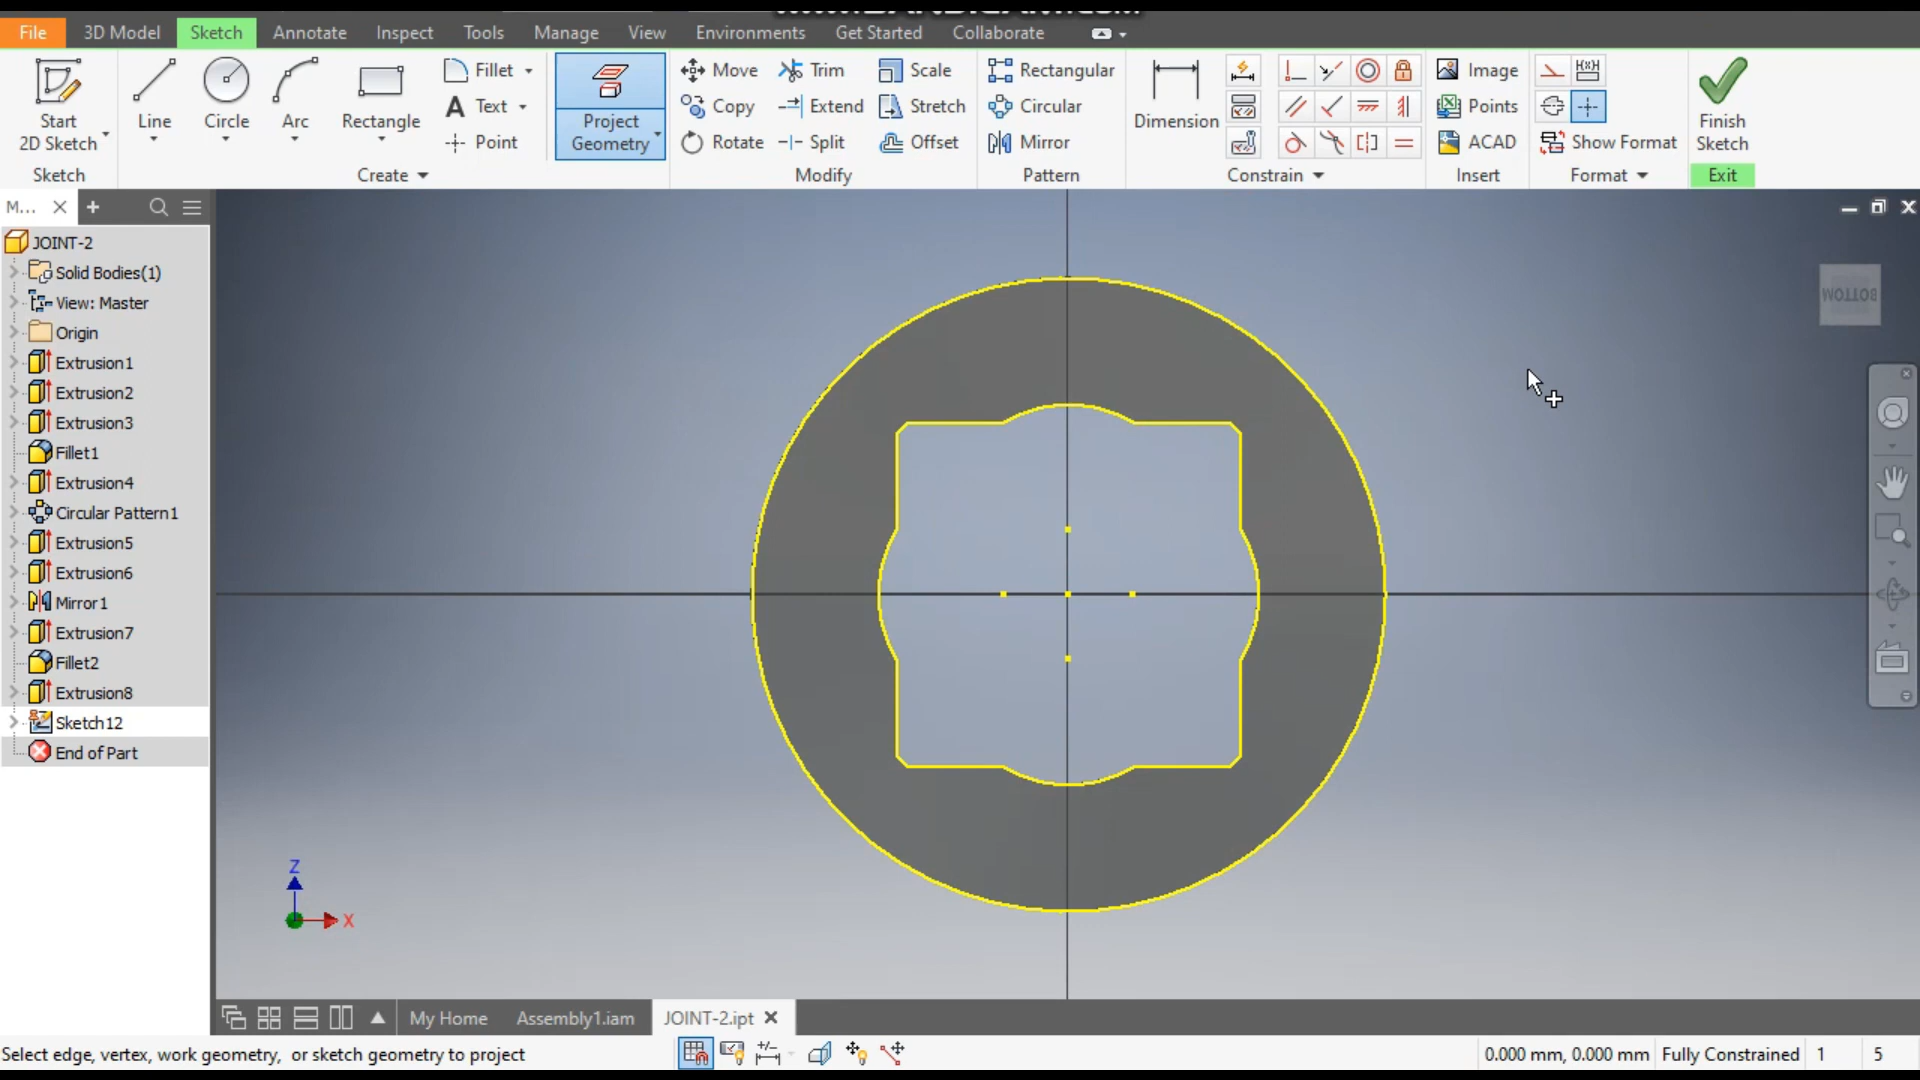 File 3D Model Sketch Annotate Inspect Tools Manage View Environments Get Started Collaborate
Start
2D Sketch
Sketch
Line
Circle
Arc
Rectangle
Fillet
Text
Point
Create
Project
Geometry
Move
Copy
Rotate
Trim
Extend
Split
Scale
Stretch
Offset
Modify
Rectangular
Circular
Mirror
Pattern
Dimension
Constrain
Image
Points
ACAD
Insert
Show Format
Format
Finish
Sketch
Exit
M...
JOINT-2
Solid Bodies(1)
View: Master
Origin
Extrusion1
Extrusion2
Extrusion3
Fillet1
Extrusion4
Circular Pattern1
Extrusion5
Extrusion6
Mirror1
Extrusion7
Fillet2
Extrusion8
Sketch12
End of Part
BOTTOM
Z
X
My Home
Assembly1.iam
JOINT-2.ipt
Select edge, vertex, work geometry, or sketch geometry to project
0.000 mm, 0.000 mm
Fully Constrained
1
5